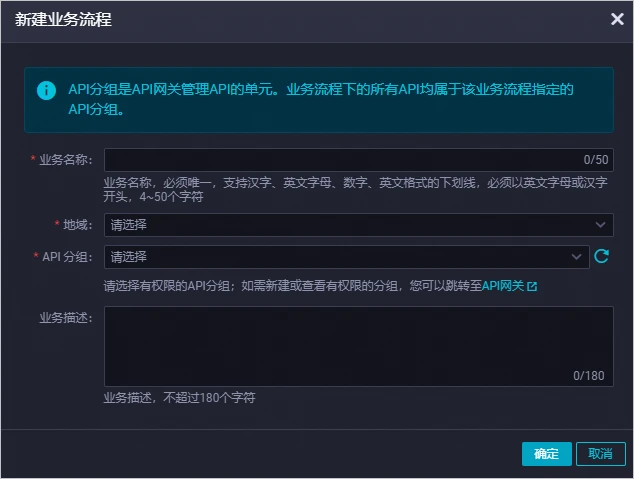 新建业务流程
API分组是API网关管理API的单元。业务流程下的所有API均属于该业务流程指定的
API分组。
* 业务名称:
0/50
业务名称，必须唯一，支持汉字、英文字母、数字、英文格式的下划线，必须以英文字母或汉字
开头，4~50个字符
* 地域:
请选择
* API 分组:
请选择
请选择有权限的API分组；如需新建或查看有权限的分组，您可以跳转至API网关
业务描述:
0/180
业务描述，不超过180个字符
确定
取消